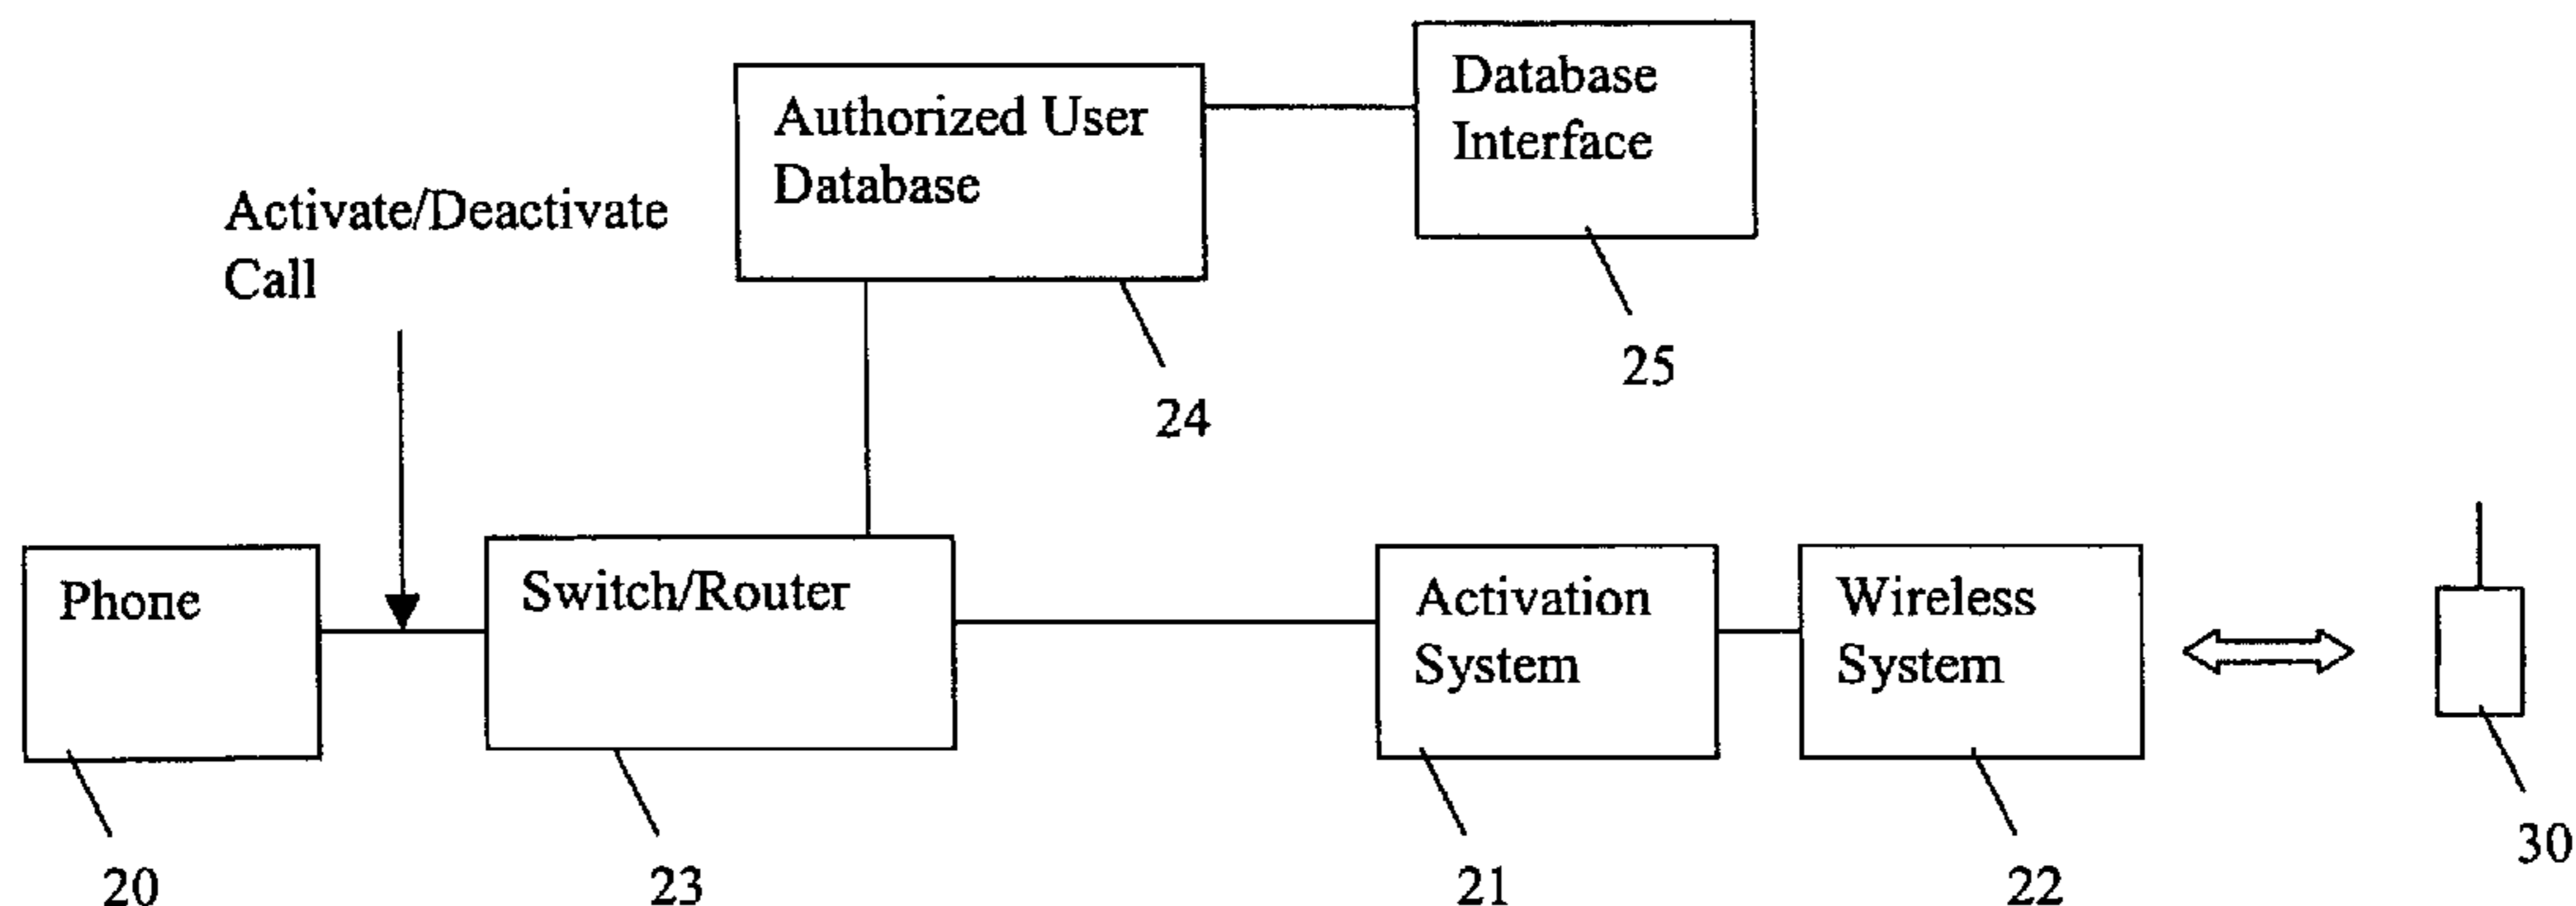 Database
Interface
Authorized User
Database
Activate/Deactivate
Call
25
24
Phone
Switch/Router
Activation
System
Wireless
System
20
23
21
22
30